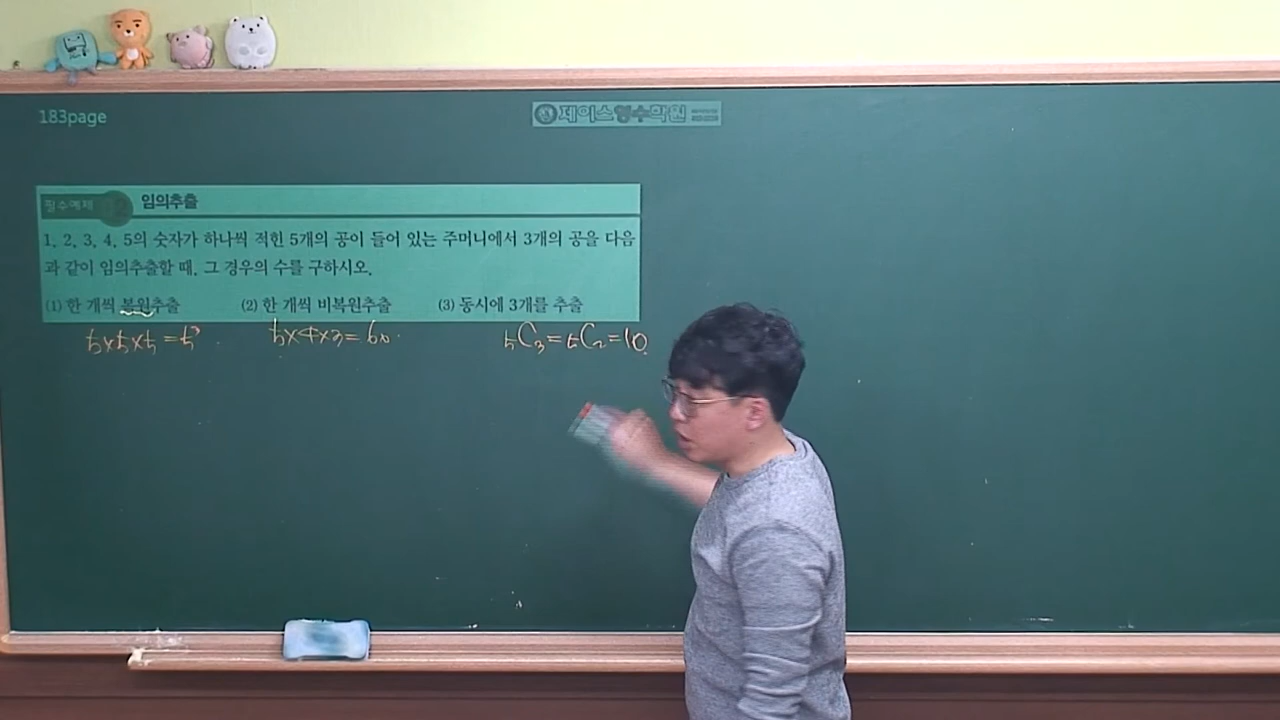 183page
제이스영수학원
필수예제 임의추출
1, 2, 3, 4, 5의 숫자가 하나씩 적힌 5개의 공이 들어 있는 주머니에서 3개의 공을 다음
과 같이 임의추출할 때, 그 경우의 수를 구하시오.
(1) 한 개씩 복원추출 (2) 한 개씩 비복원추출 (3) 동시에 3개를 추출
5×5×5=5³ 5×4×3=60 ₅C₃=₅C₂=10